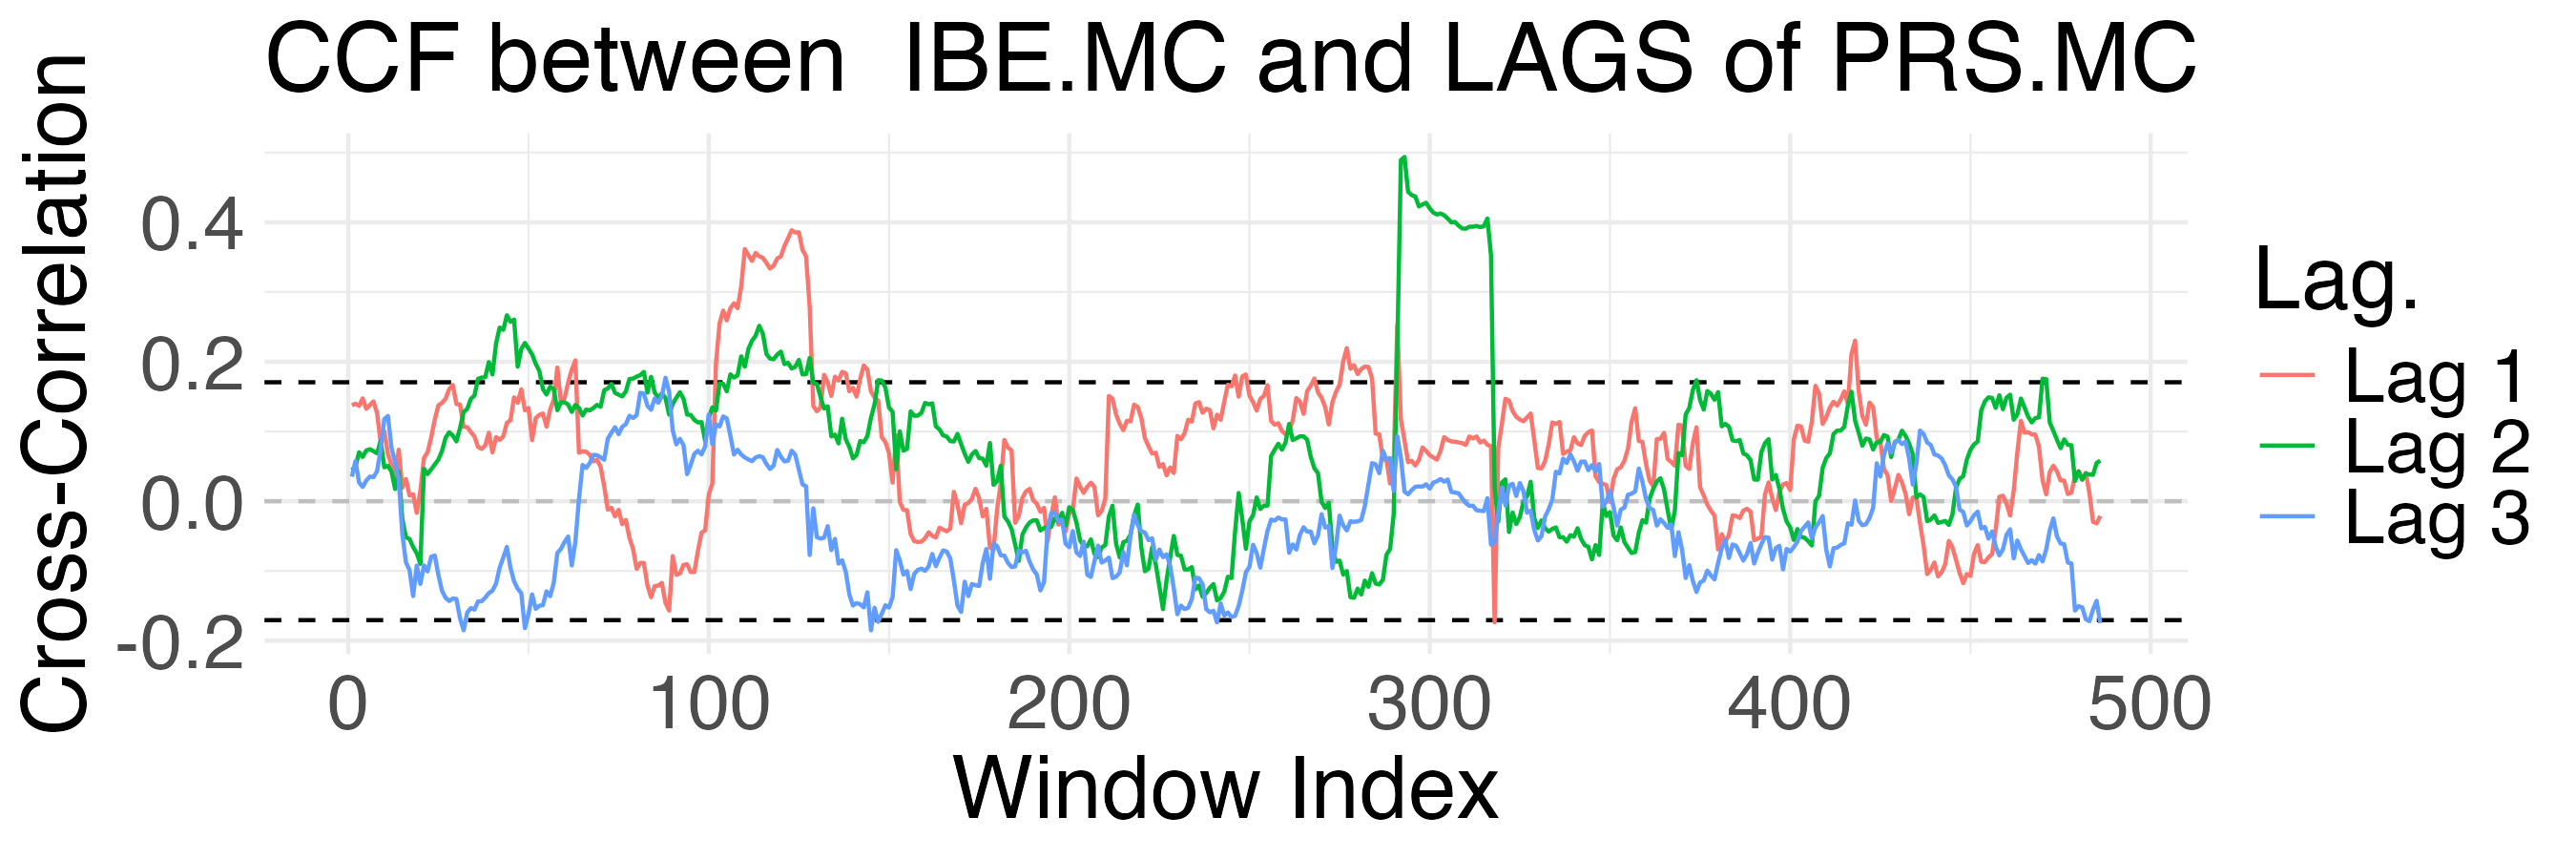 CCF between  IBE.MC and LAGS of PRS.MC
Cross-Correlation
0.4
0.2
0.0
-0.2
0 100 200 300 400 500
Window Index
Lag.
Lag 1
Lag 2
Lag 3